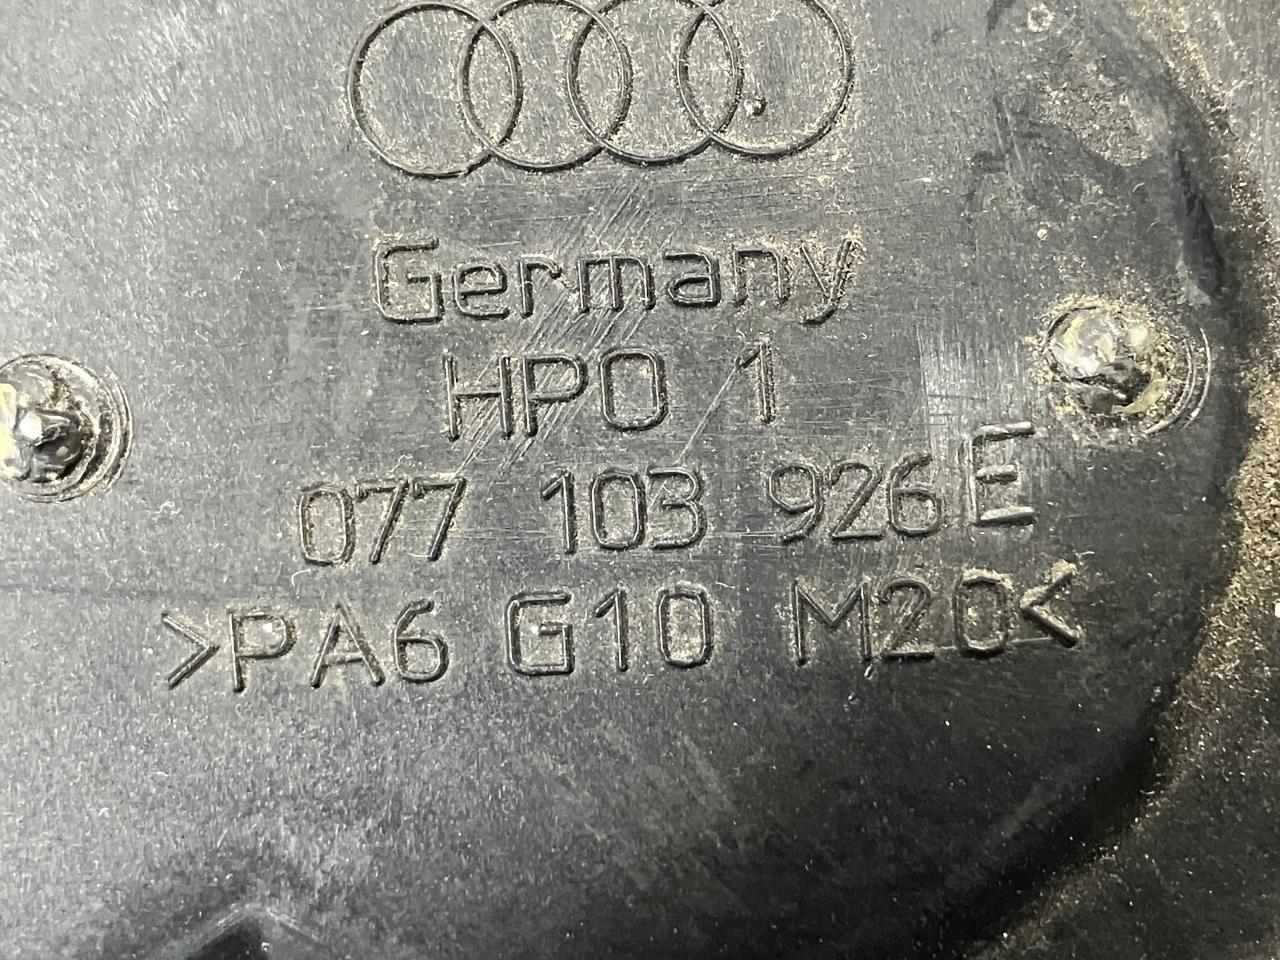 Germany
HPO 1
077 103 926 E
>PA6 G10 M20<